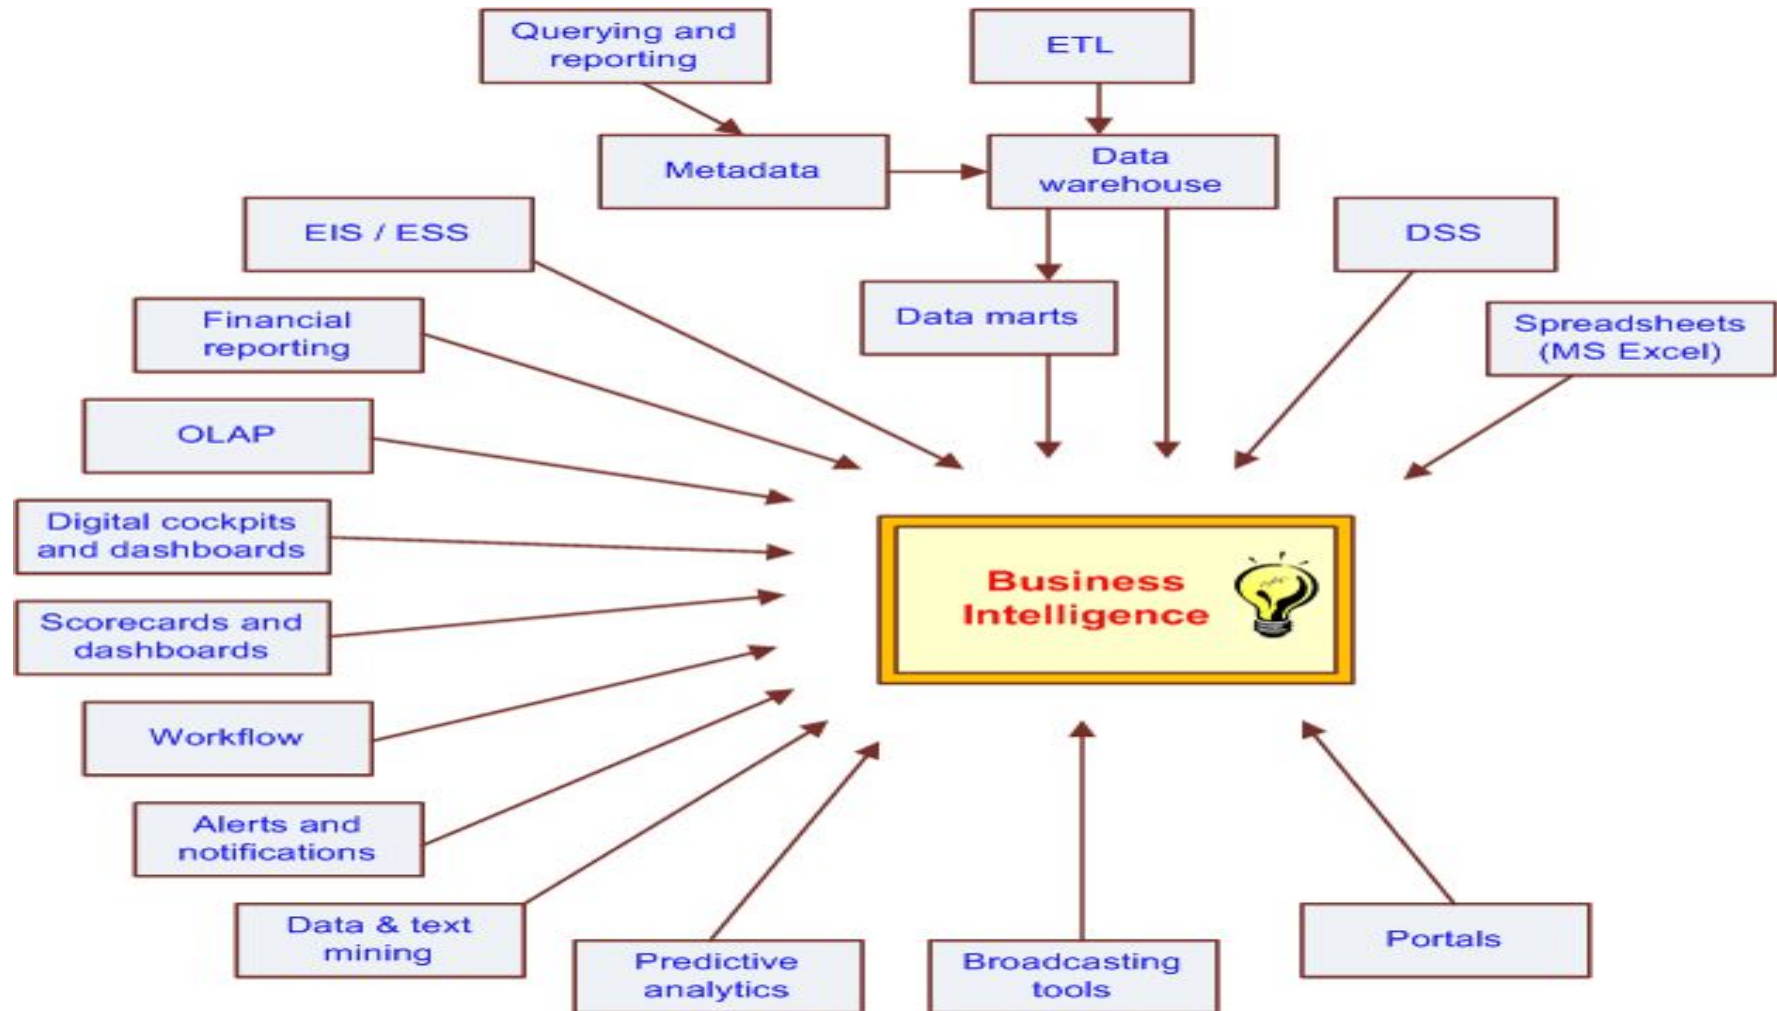 Querying and
reporting
ETL
Metadata
Data
warehouse
EIS / ESS
DSS
Financial
reporting
Data marts
Spreadsheets
(MS Excel)
OLAP
Digital cockpits
and dashboards
Business
Intelligence
Scorecards and
dashboards
Workflow
Alerts and
notifications
Data & text
mining
Predictive
analytics
Broadcasting
tools
Portals